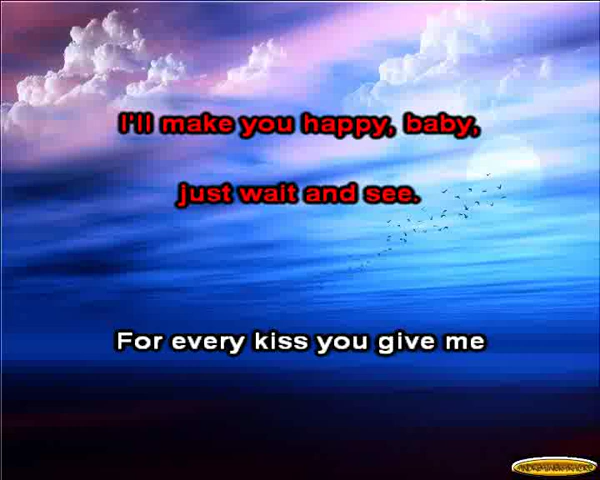 I'll make you happy, baby,
just wait and see.
For every kiss you give me